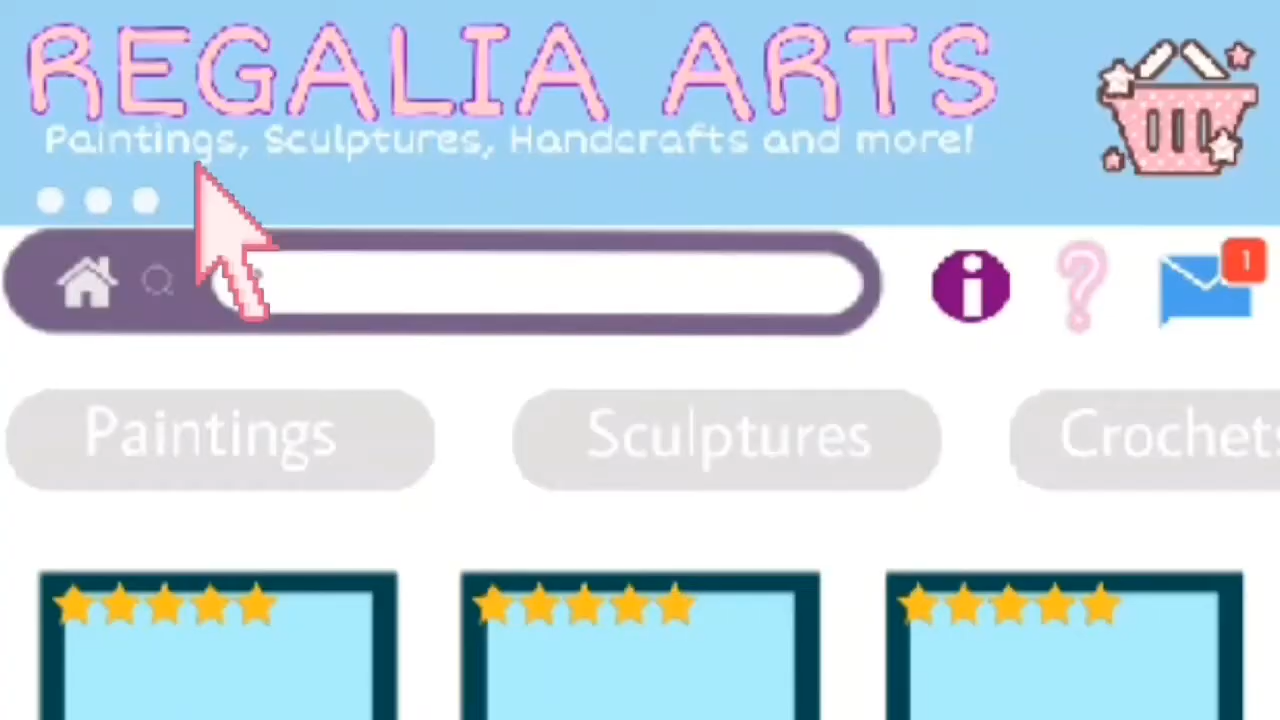 REGALIA ARTS
Paintings, Sculptures, Handcrafts and more!
1
Paintings
Sculptures
Crochets